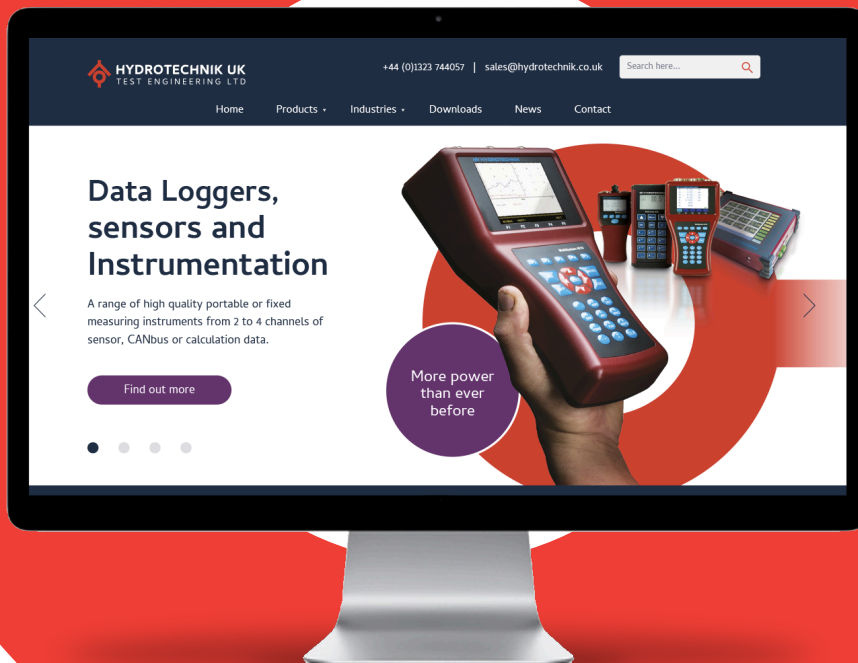 HYDROTECHNIK UK
TEST ENGINEERING LTD
+44 (0)1323 744057 | sales@hydrotechnik.co.uk
Search here...
Home Products Industries Downloads News Contact
Data Loggers,
sensors and
Instrumentation
A range of high quality portable or fixed
measuring instruments from 2 to 4 channels of
sensor, CANbus or calculation data.
Find out more
More power
than ever
before